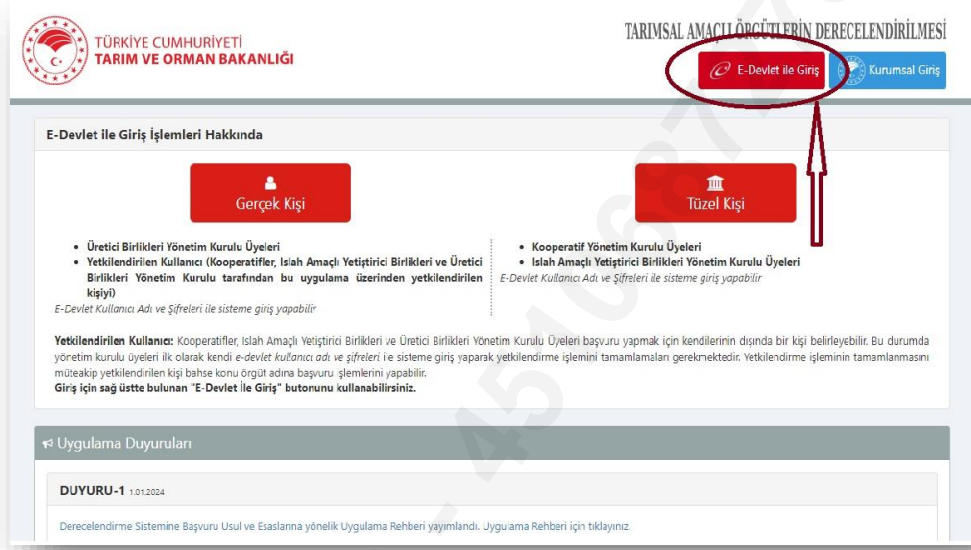 TÜRKİYE CUMHURİYETİ
TARIM VE ORMAN BAKANLIĞI
TARIMSAL AMAÇLI ÖRGÜTLERİN DERECELENDİRİLMESİ
E-Devlet ile Giriş
Kurumsal Giriş
E-Devlet ile Giriş İşlemleri Hakkında
Gerçek Kişi
Tüzel Kişi
• Üretici Birlikleri Yönetim Kurulu Üyeleri
• Yetkilendirilen Kullanıcı (Kooperatifler, Islah Amaçlı Yetiştirici Birlikleri ve Üretici
Birlikleri Yönetim Kurulu tarafından bu uygulama üzerinden yetkilendirilen
kişiyi)
E-Devlet Kullanıcı Adı ve Şifreleri ile sisteme giriş yapabilir
• Kooperatif Yönetim Kurulu Üyeleri
• Islah Amaçlı Yetiştirici Birlikleri Yönetim Kurulu Üyeleri
E-Devlet Kullanıcı Adı ve Şifreleri ile sisteme giriş yapabilir
Yetkilendirilen Kullanıcı: Kooperatifler, Islah Amaçlı Yetiştirici Birlikleri ve Üretici Birlikleri Yönetim Kurulu Üyeleri başvuru yapmak için kendilerinin dışında bir kişi belirleyebilir. Bu durumda
yönetim kurulu üyeleri ilk olarak kendi e-devlet kullanıcı adı ve şifreleri ile sisteme giriş yaparak yetkilendirme işlemini tamamlamaları gerekmektedir. Yetkilendirme işleminin tamamlanmasını
müteakip yetkilendirilen kişi bahse konu örgüt adına başvuru işlemlerini yapabilir.
Giriş için sağ üstte bulunan "E-Devlet İle Giriş" butonunu kullanabilirsiniz.
Uygulama Duyuruları
DUYURU-1 1.01.2024
Derecelendirme Sistemine Başvuru Usul ve Esaslarına yönelik Uygulama Rehberi yayımlandı. Uygulama Rehberi için tıklayınız